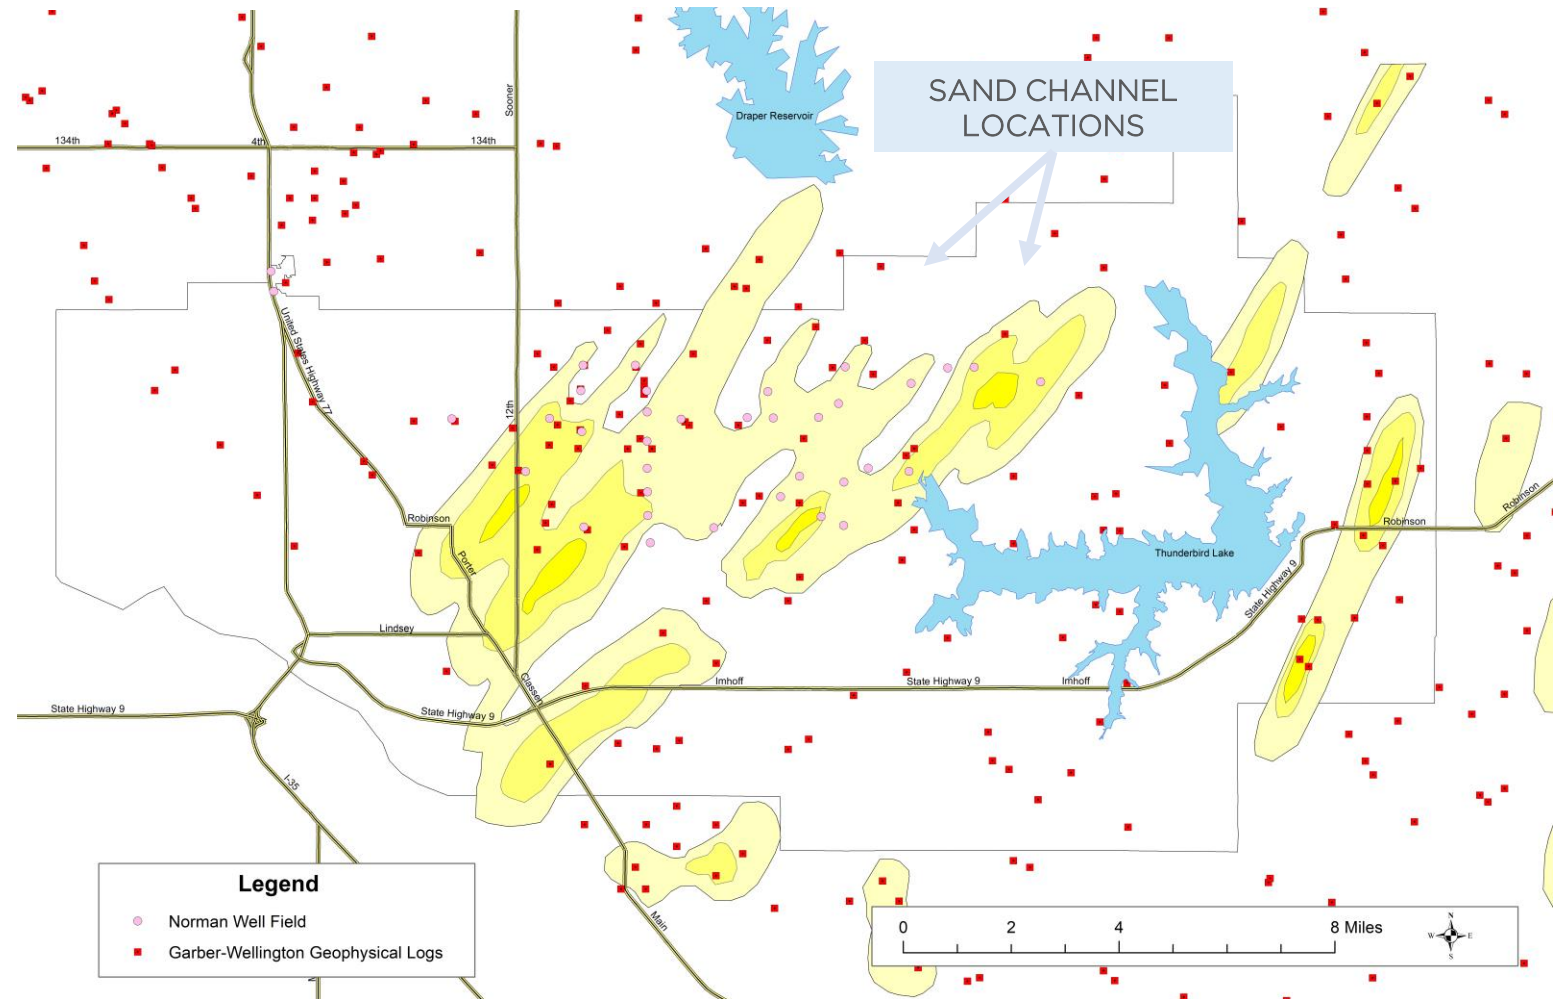 Sooner
Draper Reservoir
SAND CHANNEL
LOCATIONS
134th
4th
134th
United States Highway 77
12th
Robinson
Robinson
Robinson
Porter
Thunderbird Lake
State Highway 9
Lindsey
Classen
Imhoff
State Highway 9
Imhoff
State Highway 9
State Highway 9
I-35
Main
Legend
Norman Well Field
Garber-Wellington Geophysical Logs
0 2 4 8 Miles
N
W E
S